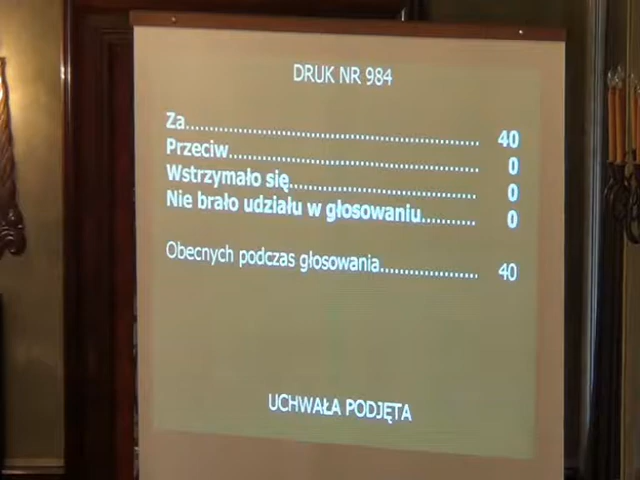 DRUK NR 984
Za........................................................... 40
Przeciw................................................... 0
Wstrzymało się...................................... 0
Nie brało udziału w głosowaniu........... 0
Obecnych podczas głosowania.................... 40
UCHWAŁA PODJĘTA